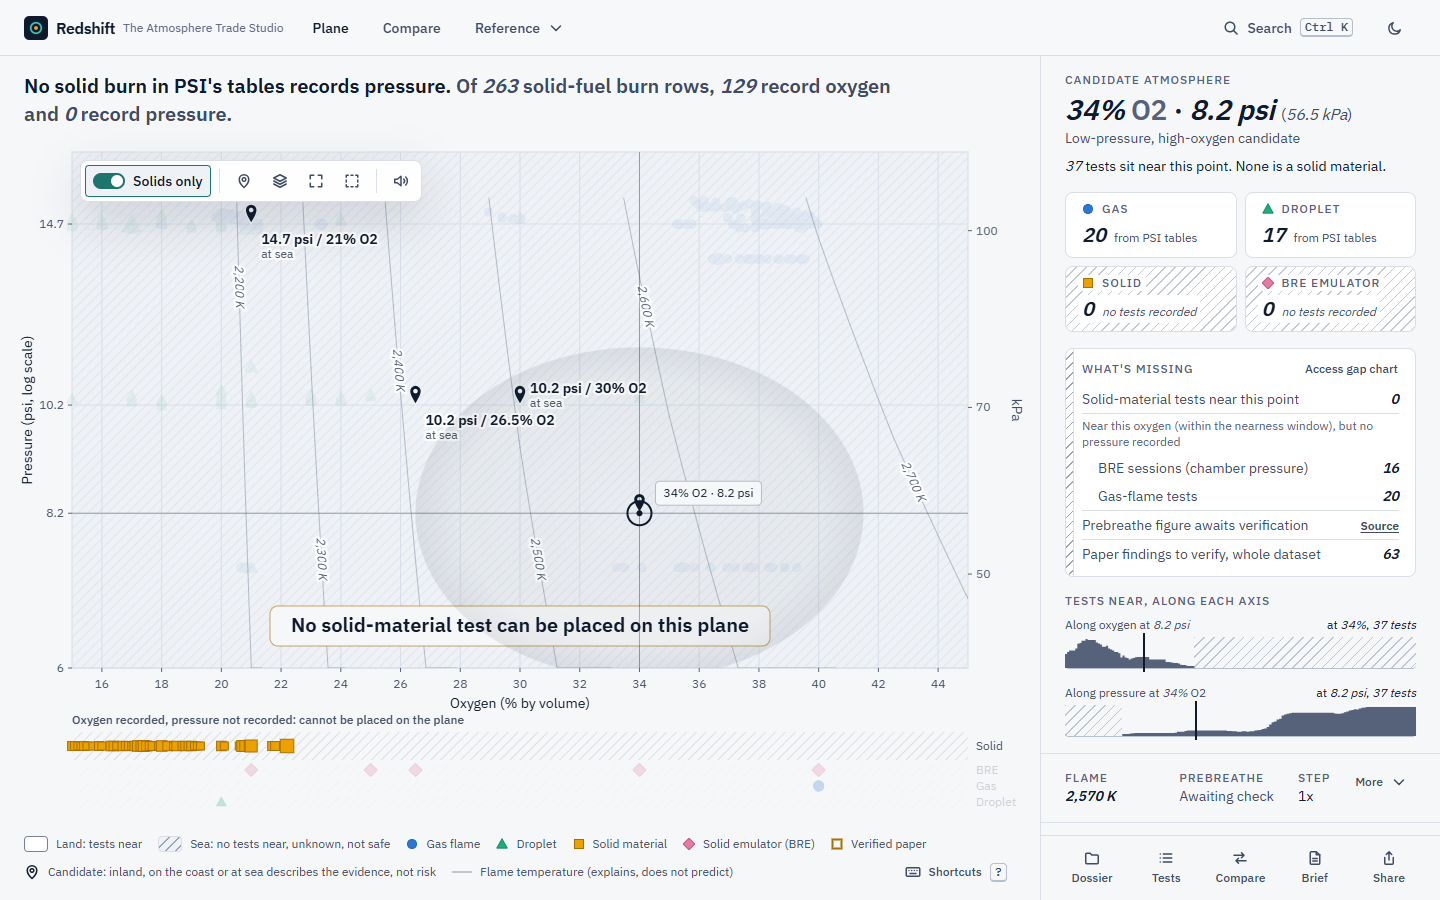 Redshift The Atmosphere Trade Studio Plane Compare Reference Search Ctrl K
No solid burn in PSI's tables records pressure. Of 263 solid-fuel burn rows, 129 record oxygen
and 0 record pressure.
Solids only
14.7
10.2
8.2
6
Pressure (psi, log scale)
100
70
50
kPa
14.7 psi / 21% O2
at sea
10.2 psi / 30% O2
at sea
10.2 psi / 26.5% O2
at sea
34% O2 · 8.2 psi
2,200 K
2,300 K
2,400 K
2,500 K
2,600 K
2,700 K
No solid-material test can be placed on this plane
16 18 20 22 24 26 28 30 32 34 36 38 40 42 44
Oxygen (% by volume)
Oxygen recorded, pressure not recorded: cannot be placed on the plane
Solid
BRE
Gas
Droplet
Land: tests near Sea: no tests near, unknown, not safe Gas flame Droplet Solid material Solid emulator (BRE) Verified paper
Candidate: inland, on the coast or at sea describes the evidence, not risk Flame temperature (explains, does not predict) Shortcuts ?
CANDIDATE ATMOSPHERE
34% O2 · 8.2 psi (56.5 kPa)
Low-pressure, high-oxygen candidate
37 tests sit near this point. None is a solid material.
GAS
20 from PSI tables
DROPLET
17 from PSI tables
SOLID
0 no tests recorded
BRE EMULATOR
0 no tests recorded
WHAT'S MISSING Access gap chart
Solid-material tests near this point 0
Near this oxygen (within the nearness window), but no
pressure recorded
BRE sessions (chamber pressure) 16
Gas-flame tests 20
Prebreathe figure awaits verification Source
Paper findings to verify, whole dataset 63
TESTS NEAR, ALONG EACH AXIS
Along oxygen at 8.2 psi at 34%, 37 tests
Along pressure at 34% O2 at 8.2 psi, 37 tests
FLAME PREBREATHE STEP More
2,570 K Awaiting check 1x
Dossier Tests Compare Brief Share